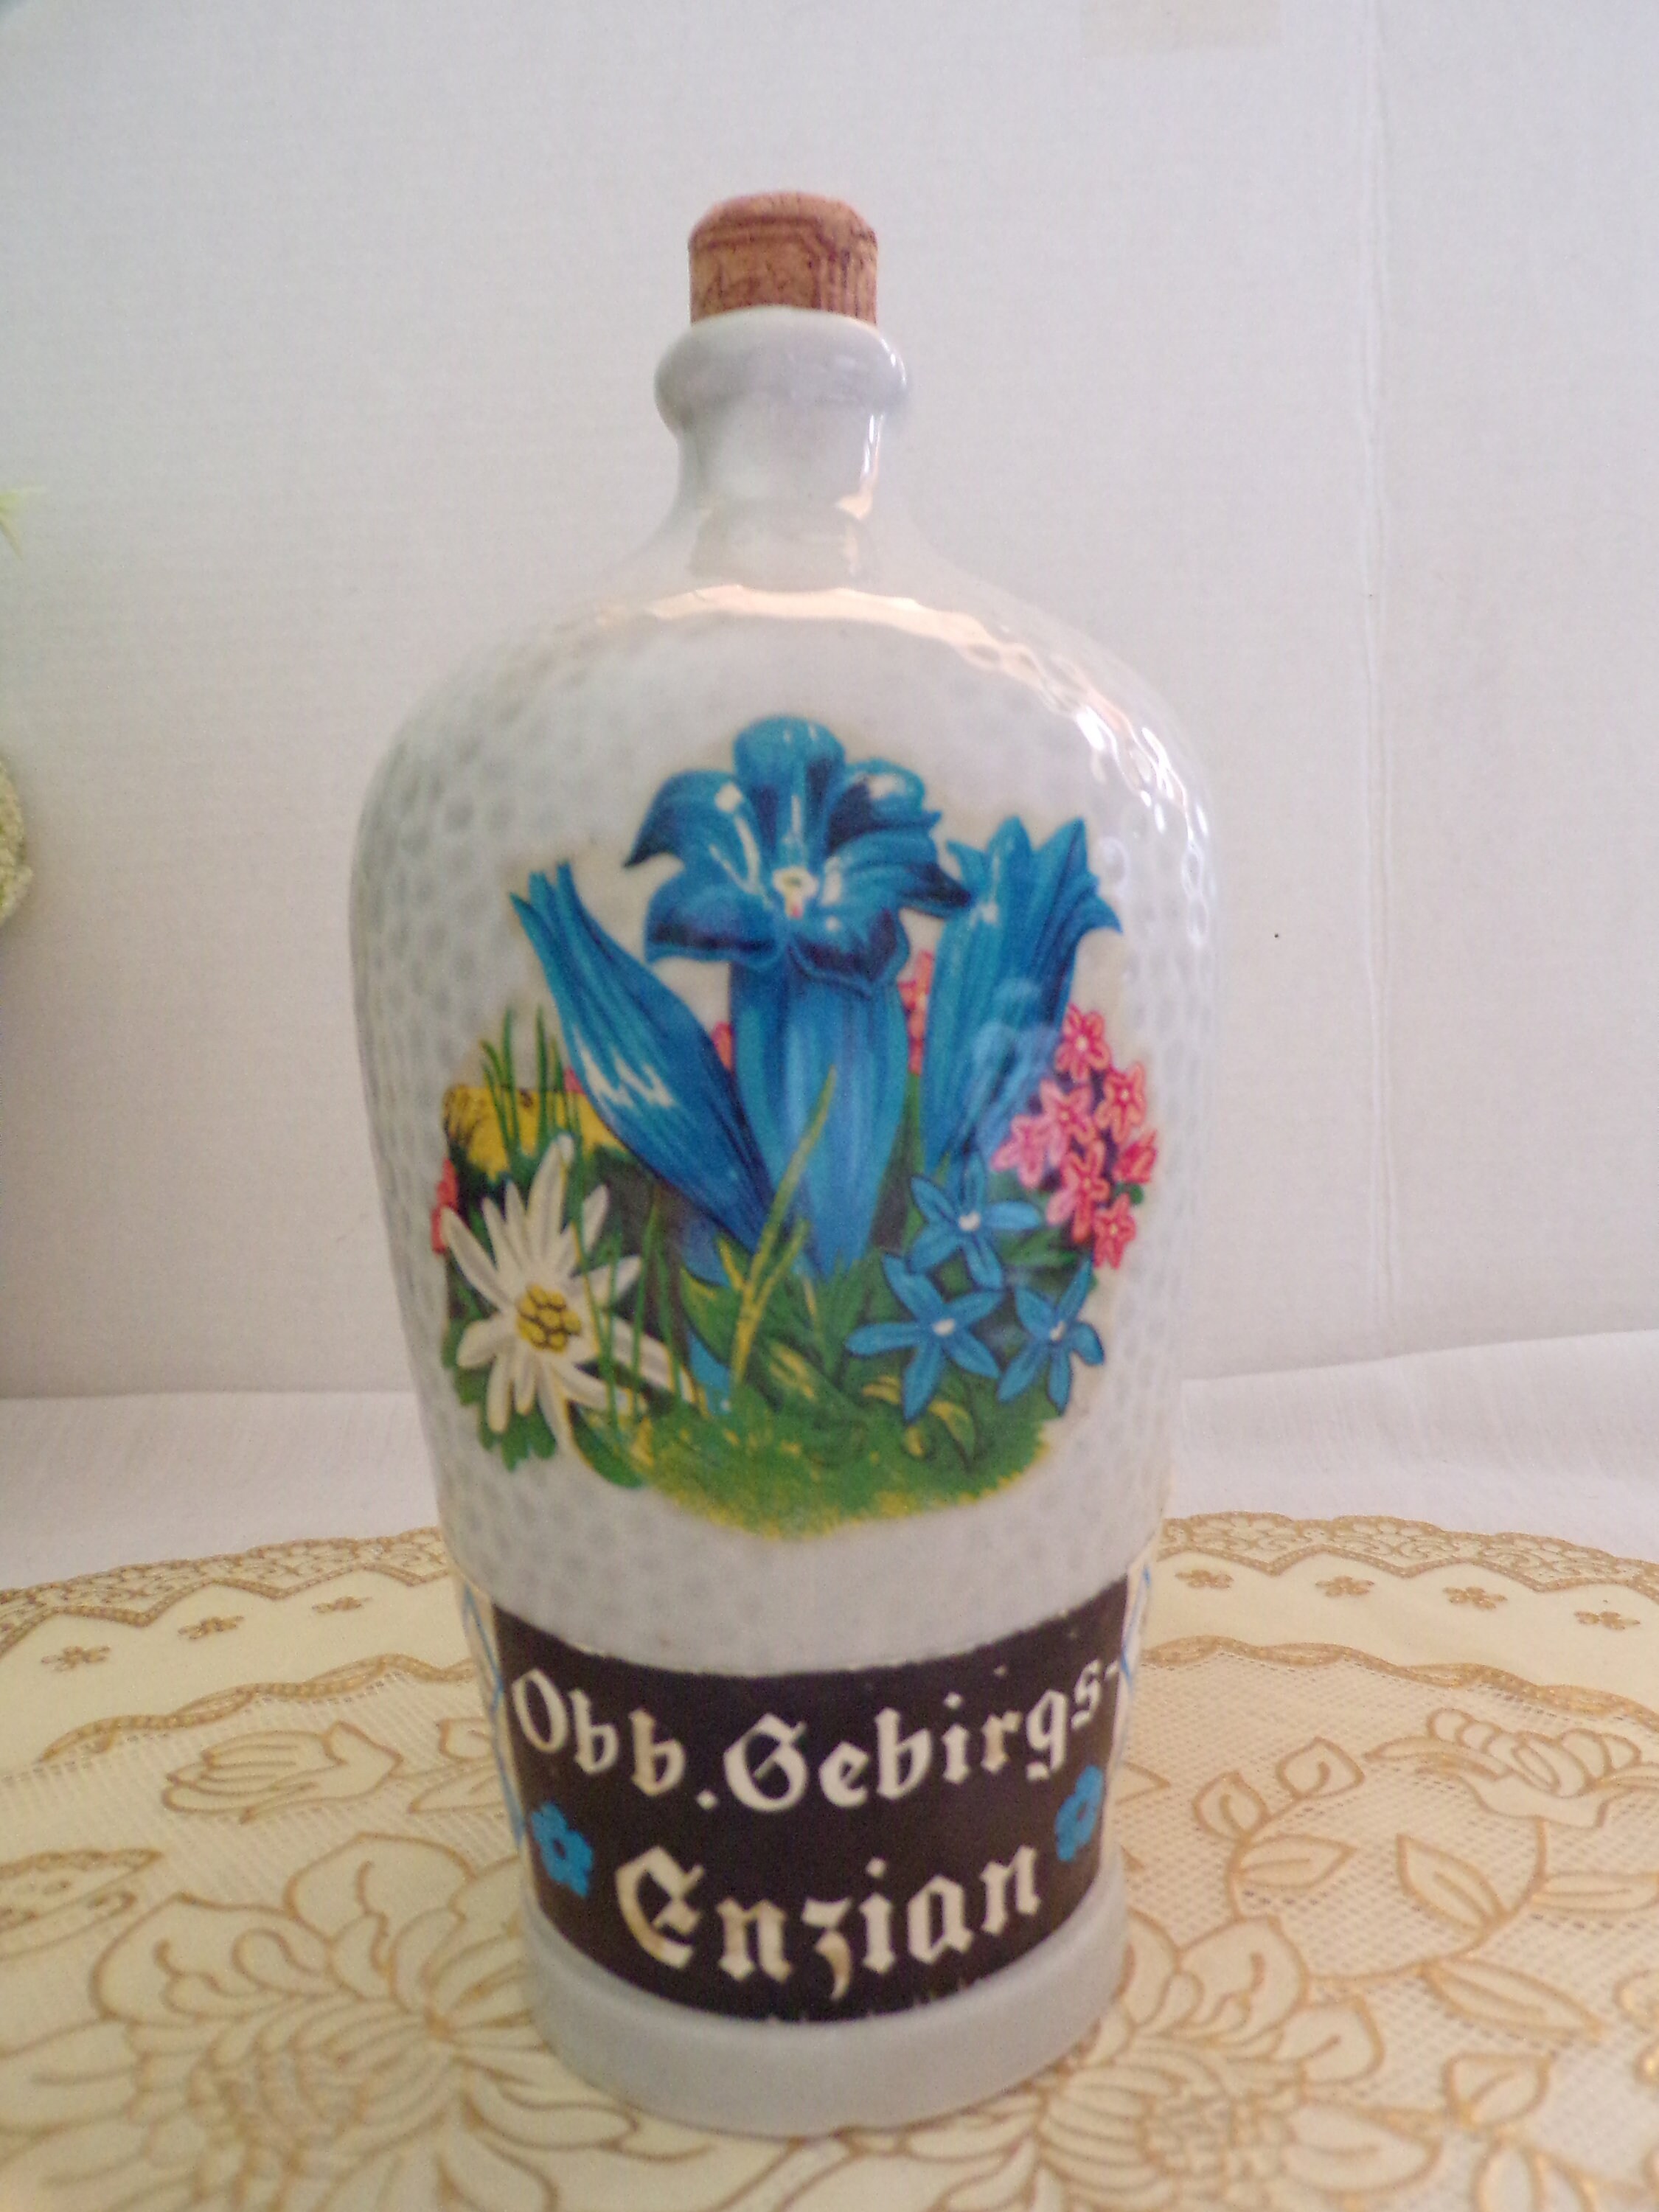 Obb. Gebirgs-
Enzian